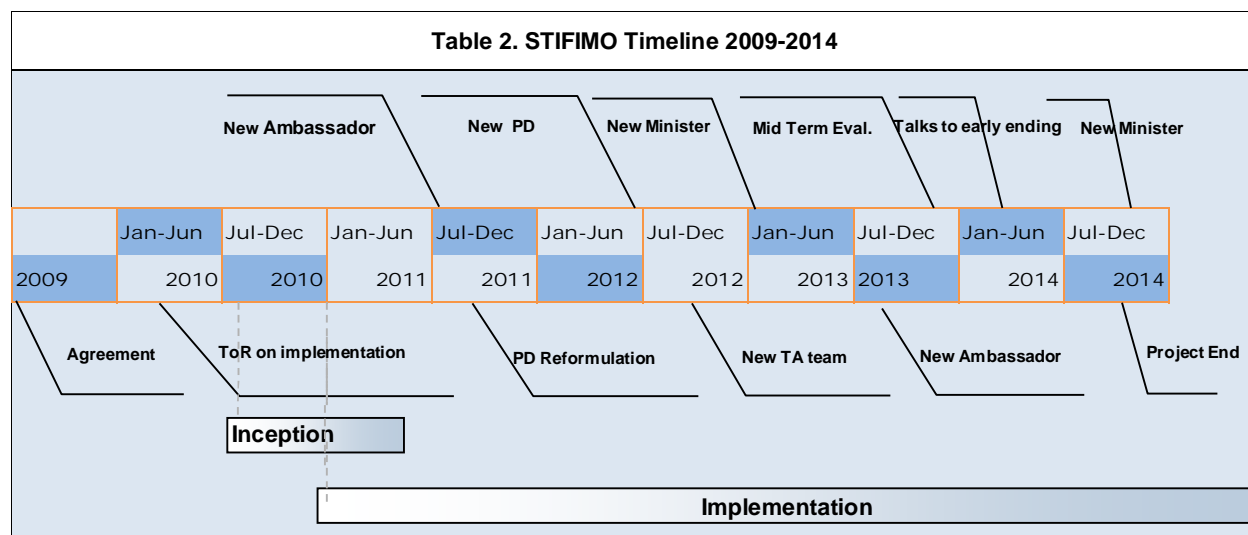 Table 2. STIFIMO Timeline 2009-2014
New Ambassador New PD New Minister Mid Term Eval. Talks to early ending New Minister
Jan-Jun Jul-Dec Jan-Jun Jul-Dec Jan-Jun Jul-Dec Jan-Jun Jul-Dec Jan-Jun Jul-Dec
2009 2010 2010 2011 2011 2012 2012 2013 2013 2014 2014
Agreement ToR on implementation PD Reformulation New TA team New Ambassador Project End
Inception
Implementation